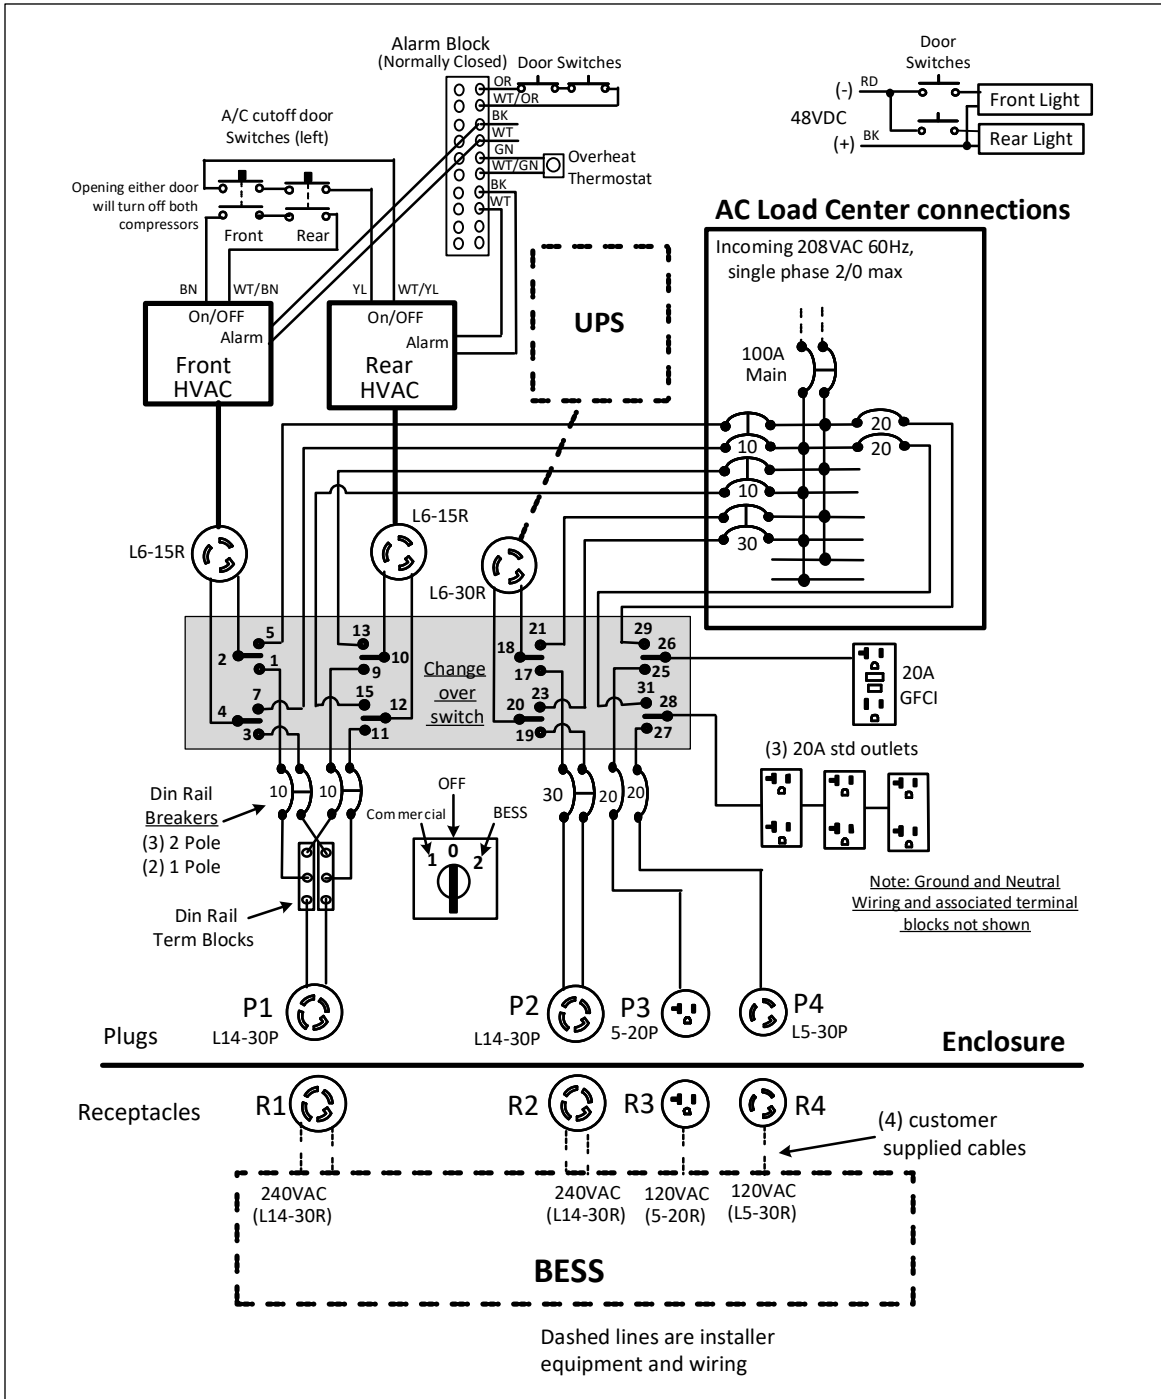 Alarm Block
(Normally Closed)
Door Switches
OR
WT/OR
BK
WT
GN
WT/GN
BK
WT
Overheat
Thermostat
A/C cutoff door
Switches (left)
Opening either door
will turn off both
compressors
Front
Rear
BN
WT/BN
YL
WT/YL
On/OFF
Alarm
Front
HVAC
On/OFF
Alarm
Rear
HVAC
Door
Switches
(-)
RD
48VDC
(+)
BK
Front Light
Rear Light
UPS
AC Load Center connections
Incoming 208VAC 60Hz,
single phase 2/0 max
100A
Main
10
10
30
20
20
L6-15R
L6-15R
L6-30R
5
2
1
7
4
3
13
10
9
15
12
11
Change
over
switch
21
18
17
23
20
19
29
26
25
31
28
27
20A
GFCI
(3) 20A std outlets
10
10
30
20
20
Din Rail
Breakers
(3) 2 Pole
(2) 1 Pole
Din Rail
Term Blocks
OFF
Commercial
BESS
1
0
2
Note: Ground and Neutral
Wiring and associated terminal
blocks not shown
P1
L14-30P
P2
L14-30P
P3
5-20P
P4
L5-30P
Plugs
Enclosure
Receptacles
R1
R2
R3
R4
(4) customer
supplied cables
240VAC
(L14-30R)
240VAC
(L14-30R)
120VAC
(5-20R)
120VAC
(L5-30R)
BESS
Dashed lines are installer
equipment and wiring